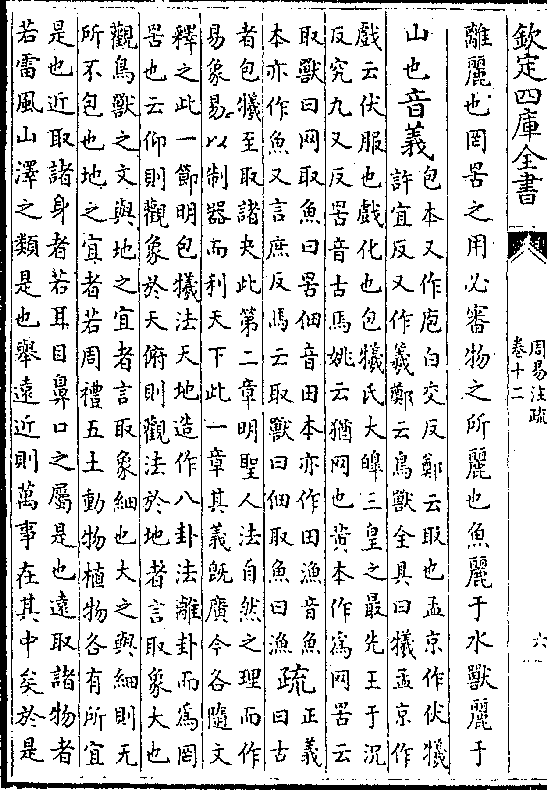 欽定四庫全書
周易注疏
卷十二
六
離麗也罔罟之用必審物之所麗也魚麗于水獸麗于
山也音義
包本又作庖白交反鄭云取也孟京作伏犧
許宜反又作羲鄭云鳥獸全具曰犧孟京作
戲云伏服也戲化也包犧氏大皥三皇之最先王于沉
反究九又反罟音古馬姚云猶网也黄本作為网罟云
取獸曰网取魚曰罟佃音田本亦作田漁音魚
本亦作魚又言庶反馬云取獸曰佃取魚曰漁
疏
正義
曰古
者包犧至取諸夬此第二章明聖人法自然之理而作
易象易以制器而利天下此一章其義既廣今各隨文
釋之此一節明包犧法天地造作八卦法離卦而為罔
罟也云仰則觀象於天俯則觀法於地者言取象大也
觀鳥獸之文與地之宜者言取象細也大之與細則无
所不包也地之宜者若周禮五土動物植物各有所宜
是也近取諸身者若耳目鼻口之屬是也遠取諸物者
若雷風山澤之類是也舉遠近則萬事在其中矣於是